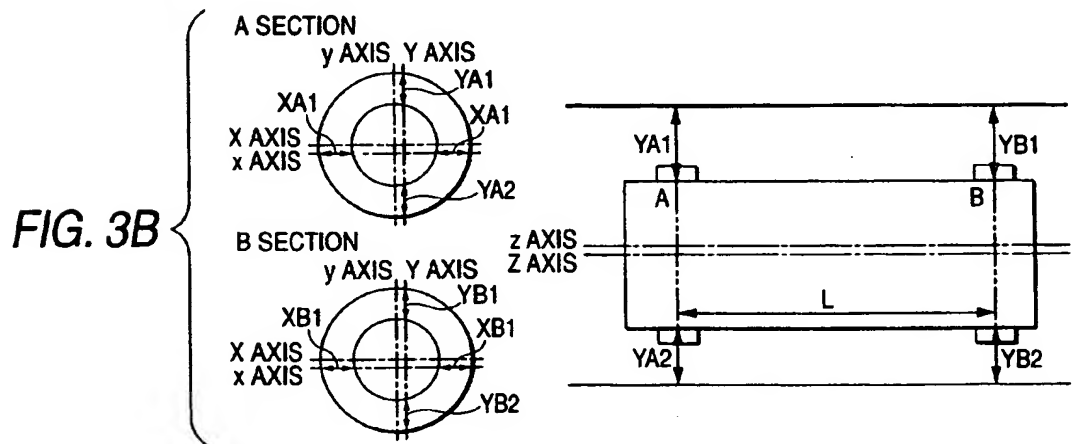 FIG. 3B
A SECTION
y AXIS Y AXIS
YA1
XA1
XA1
X AXIS
x AXIS
YA2
B SECTION
y AXIS Y AXIS
YB1
XB1
XB1
X AXIS
x AXIS
YB2
YA1
YB1
A
B
z AXIS
Z AXIS
L
YA2
YB2